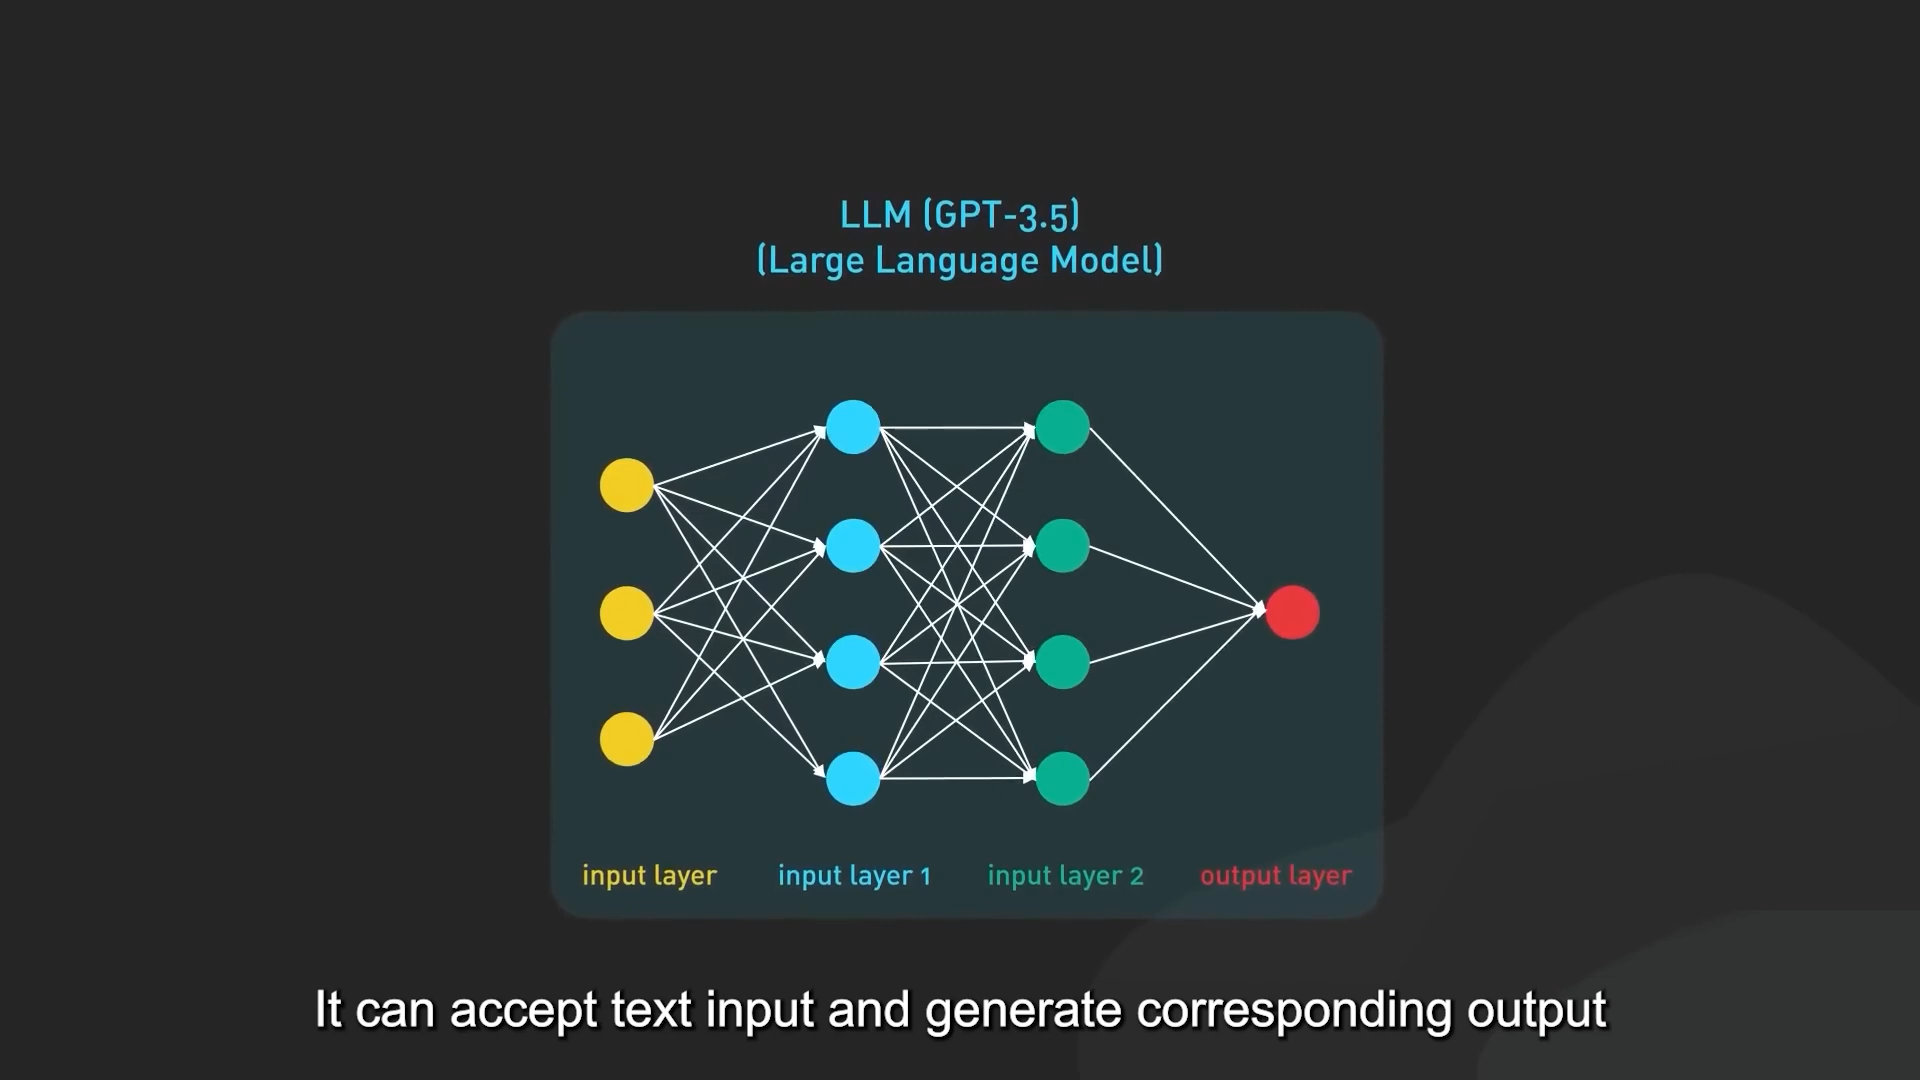 LLM (GPT-3.5)
(Large Language Model)
input layer
input layer 1
input layer 2
output layer
It can accept text input and generate corresponding output